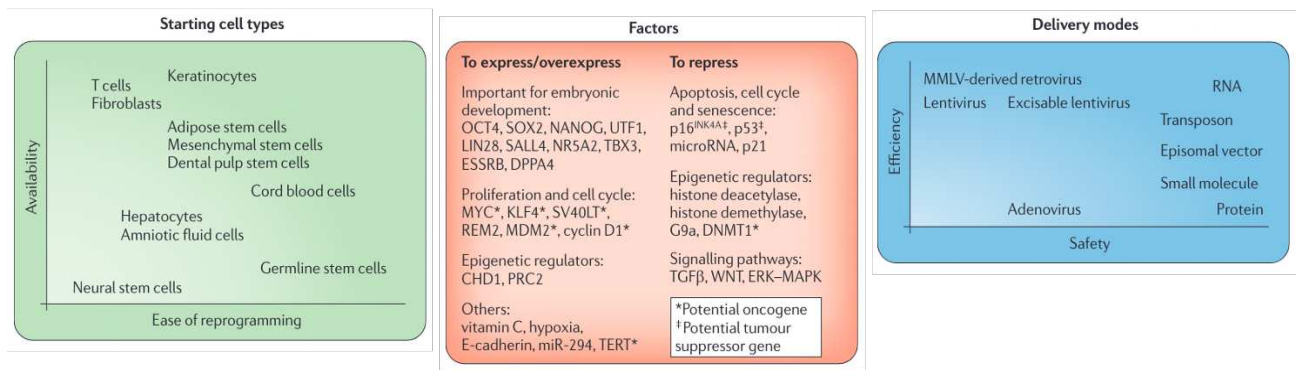 Starting cell types
Availability
Keratinocytes
T cells
Fibroblasts
Adipose stem cells
Mesenchymal stem cells
Dental pulp stem cells
Cord blood cells
Hepatocytes
Amniotic fluid cells
Germline stem cells
Neural stem cells
Ease of reprogramming
Factors
To express/overexpress
Important for embryonic
development:
OCT4, SOX2, NANOG, UTF1,
LIN28, SALL4, NR5A2, TBX3,
ESSRB, DPPA4
Proliferation and cell cycle:
MYC*, KLF4*, SV40LT*,
REM2, MDM2*, cyclin D1*
Epigenetic regulators:
CHD1, PRC2
Others:
vitamin C, hypoxia,
E-cadherin, miR-294, TERT*
To repress
Apoptosis, cell cycle
and senescence:
p16INK4A‡, p53‡,
microRNA, p21
Epigenetic regulators:
histone deacetylase,
histone demethylase,
G9a, DNMT1*
Signalling pathways:
TGFβ, WNT, ERK–MAPK
*Potential oncogene
‡Potential tumour
suppressor gene
Delivery modes
Efficiency
MMLV-derived retrovirus
RNA
Lentivirus Excisable lentivirus
Transposon
Episomal vector
Small molecule
Adenovirus Protein
Safety